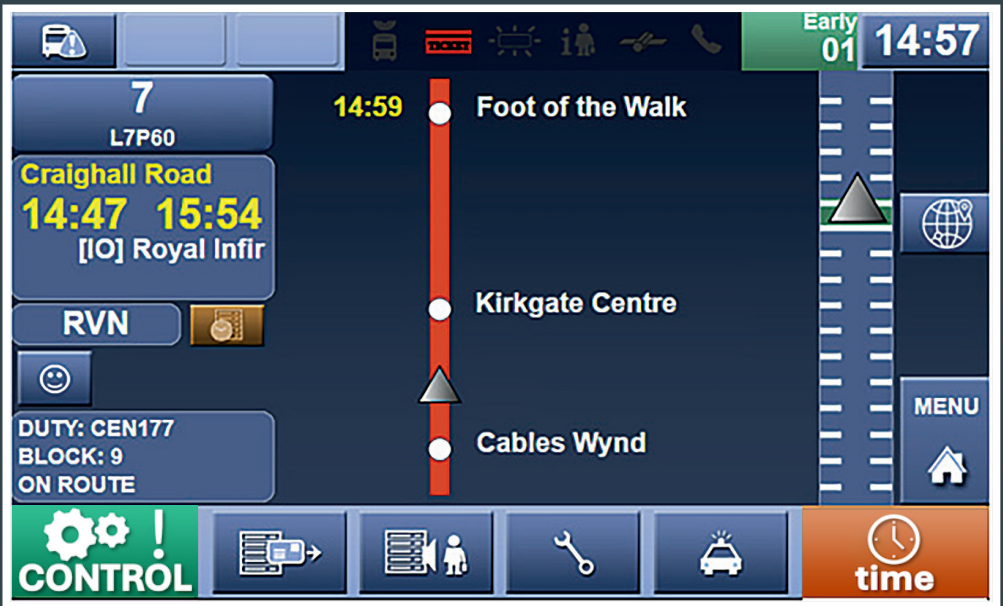 Early
01
14:57
7
L7P60
Craighall Road
14:47 15:54
[IO] Royal Infir
RVN
DUTY: CEN177
BLOCK: 9
ON ROUTE
14:59 Foot of the Walk
Kirkgate Centre
Cables Wynd
MENU
CONTROL
time